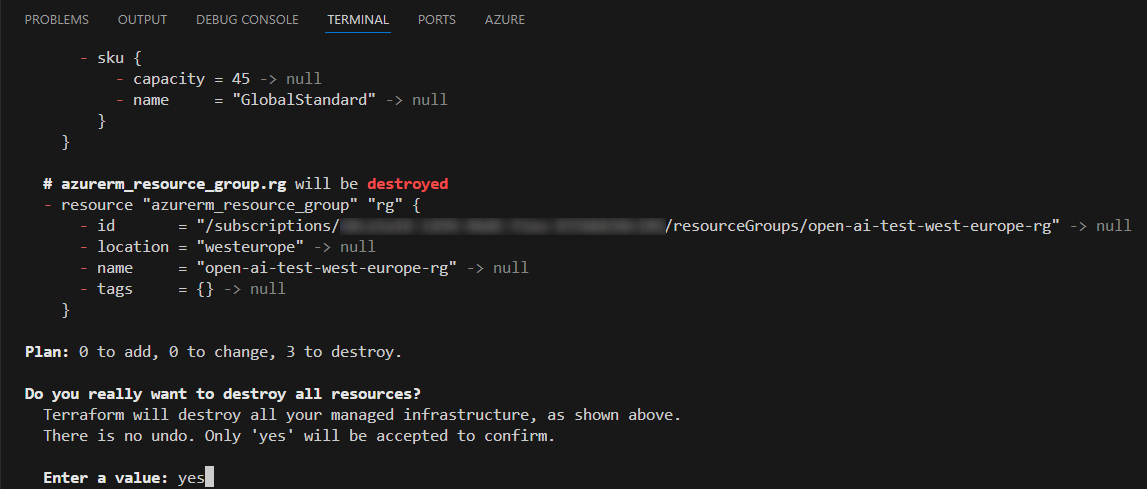 PROBLEMS OUTPUT DEBUG CONSOLE TERMINAL PORTS AZURE
- sku {
- capacity = 45 -> null
- name = "GlobalStandard" -> null
}
}
# azurerm_resource_group.rg will be destroyed
- resource "azurerm_resource_group" "rg" {
- id = "/subscriptions/ /resourceGroups/open-ai-test-west-europe-rg" -> null
- location = "westeurope" -> null
- name = "open-ai-test-west-europe-rg" -> null
- tags = {} -> null
}
Plan: 0 to add, 0 to change, 3 to destroy.
Do you really want to destroy all resources?
Terraform will destroy all your managed infrastructure, as shown above.
There is no undo. Only 'yes' will be accepted to confirm.
Enter a value: yes